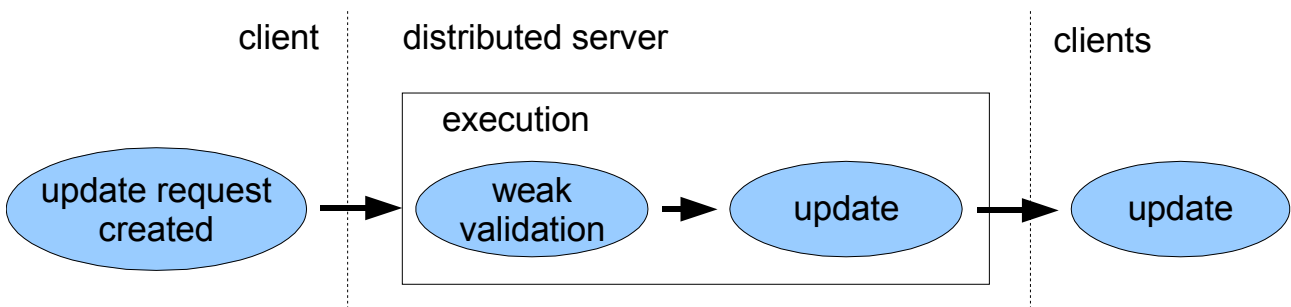 client
distributed server
clients
execution
update request
created
weak
validation
update
update